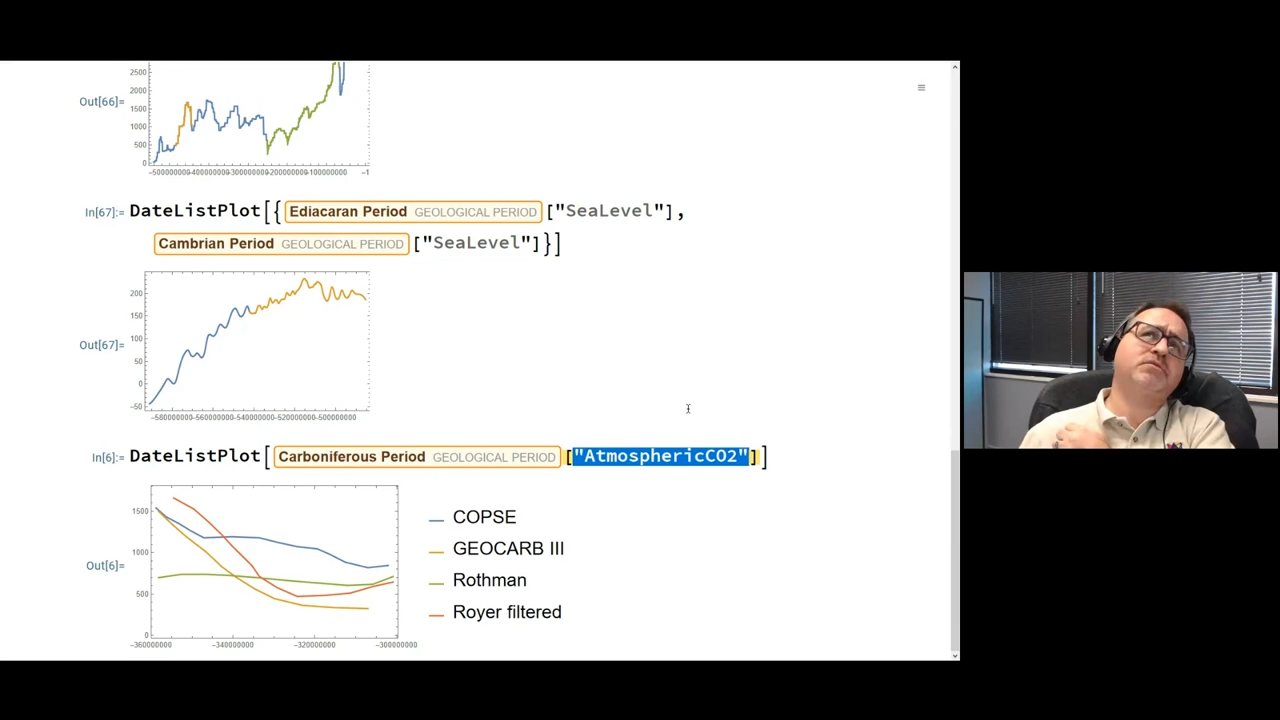 2500
2000
1500
Out[66]=
1000
500
0
-500000000-400000000-300000000-200000000-100000000 -1
In[67]:= DateListPlot[{ Ediacaran Period GEOLOGICAL PERIOD ["SeaLevel"],
Cambrian Period GEOLOGICAL PERIOD ["SeaLevel"]}]
200
150
Out[67]=
100
50
0
-50
-580000000-560000000-540000000-520000000-500000000
In[6]:= DateListPlot[ Carboniferous Period GEOLOGICAL PERIOD ["AtmosphericCO2"]]
1500
COPSE
1000
GEOCARB III
Out[6]=
Rothman
500
Royer filtered
0
-360000000 -340000000 -320000000 -300000000